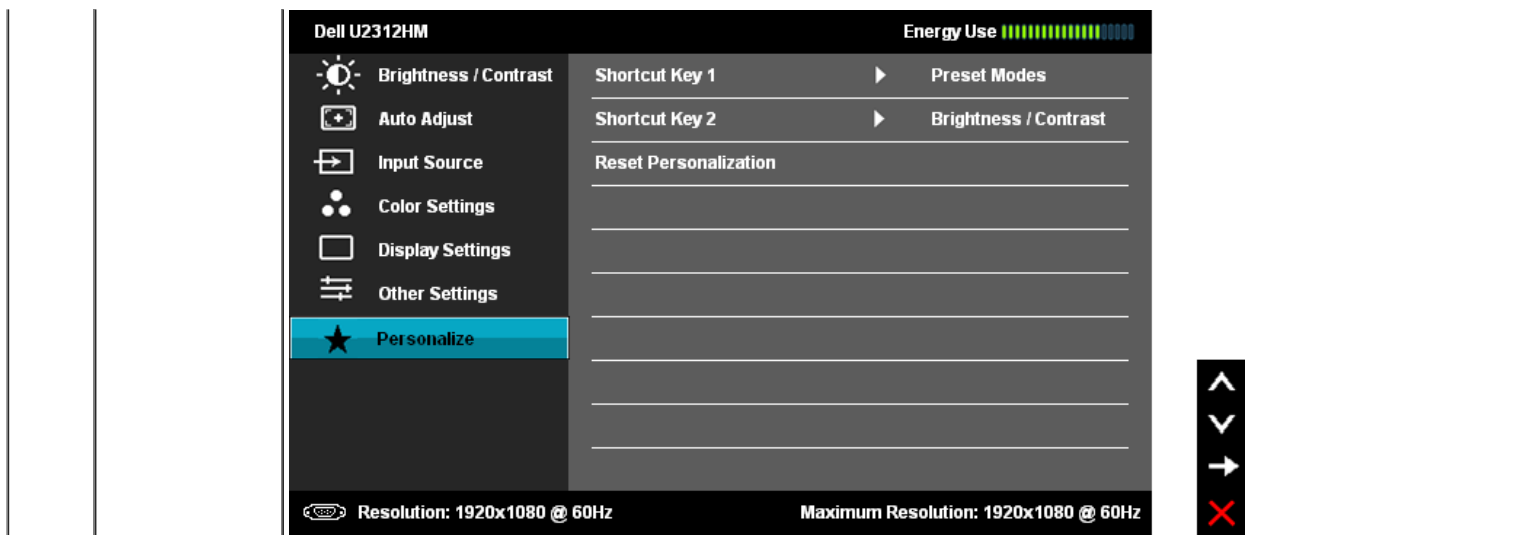 Dell U2312HM Energy Use
Brightness / Contrast Shortcut Key 1 Preset Modes
Auto Adjust Shortcut Key 2 Brightness / Contrast
Input Source Reset Personalization
Color Settings
Display Settings
Other Settings
Personalize
Resolution: 1920x1080 @ 60Hz Maximum Resolution: 1920x1080 @ 60Hz